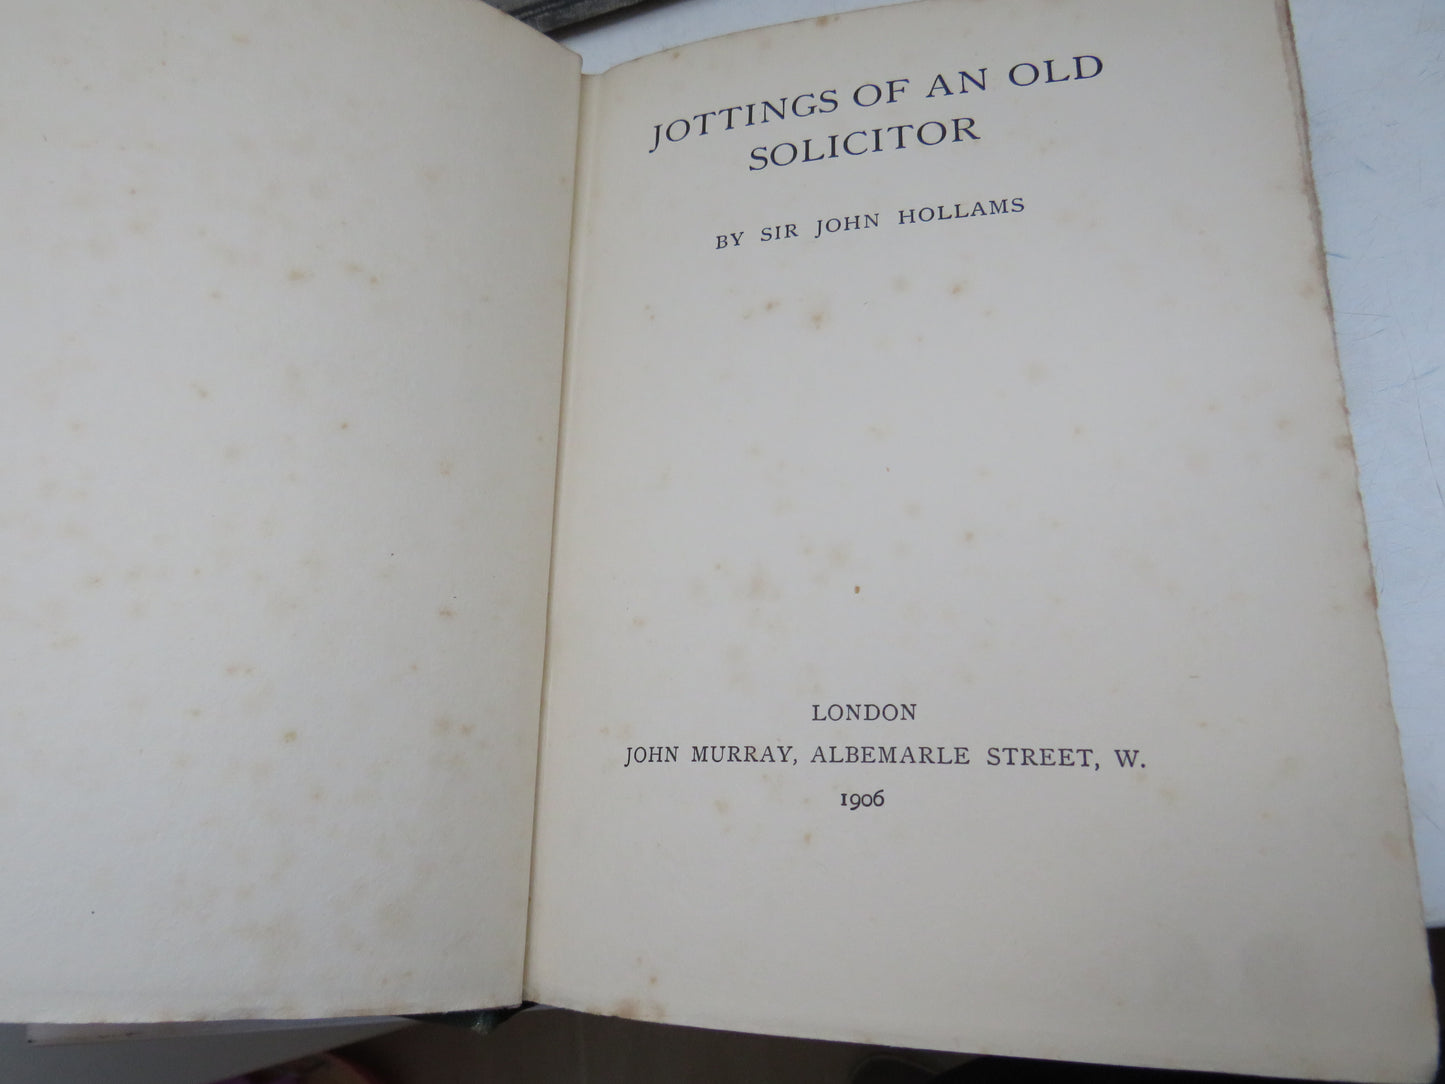 JOTTINGS OF AN OLD
SOLICITOR
BY SIR JOHN HOLLAMS
LONDON
JOHN MURRAY, ALBEMARLE STREET, W.
1906